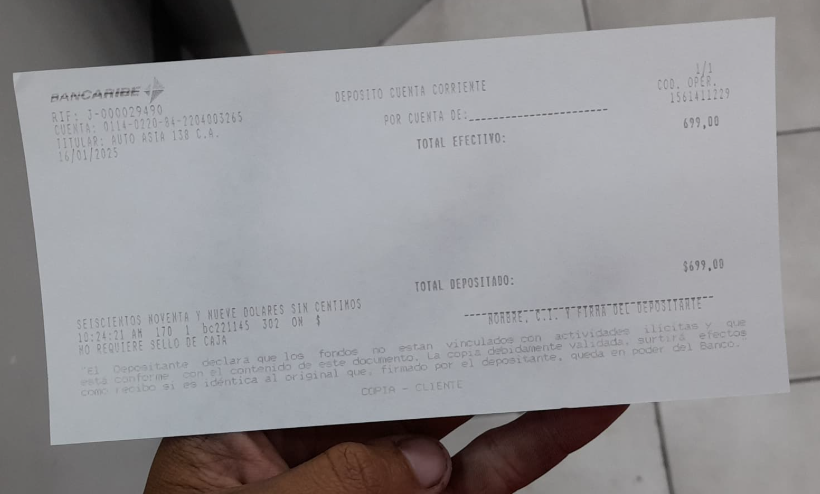 BANCARIBE
RIF: J-000029490
CUENTA: 0114-0220-84-2204003265
TITULAR: AUTO ASIA 138 C.A.
16/01/2025
DEPOSITO CUENTA CORRIENTE
POR CUENTA DE:____________________
TOTAL EFECTIVO:
1/1
COD. OPER.
1561411229
699,00
TOTAL DEPOSITADO:
$699,00
SEISCIENTOS NOVENTA Y NUEVE DOLARES SIN CENTIMOS
10:24:21 AM 170 1 bc221145 302 ON $
NO REQUIERE SELLO DE CAJA
NOMBRE, C.I. Y FIRMA DEL DEPOSITANTE
"El Depositante declara que los fondos no estan vinculados con actividades ilicitas y que
esta conforme con el contenido de este documento. La copia debidamente validada, surtirá efectos
como recibo si es identica al original que, firmado por el depositante, queda en poder del Banco."
COPIA - CLIENTE